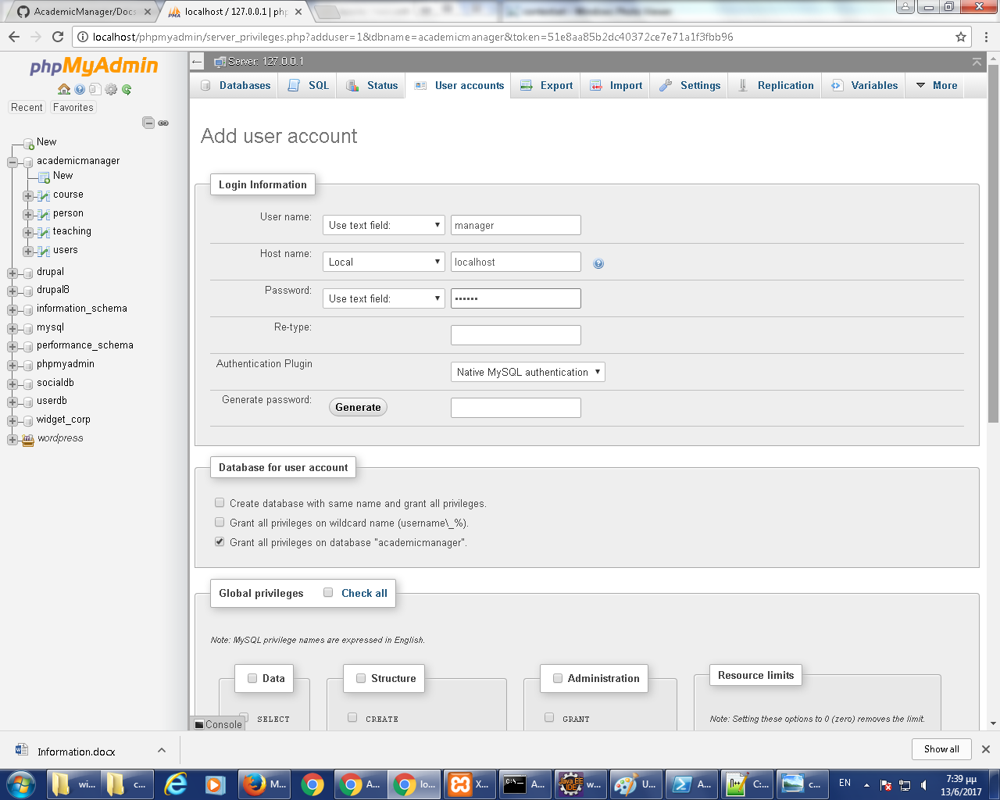 AcademicManager/Docs
localhost / 127.0.0.1 | ph
localhost/phpmyadmin/server_privileges.php?adduser=1&dbname=academicmanager&token=51e8aa85b2dc40372ce7e71a1f3fbb96
phpMyAdmin
Recent Favorites
New
academicmanager
New
course
person
teaching
users
drupal
drupal8
information_schema
mysql
performance_schema
phpmyadmin
socialdb
userdb
widget_corp
wordpress
Server: 127.0.0.1
Databases SQL Status User accounts Export Import Settings Replication Variables More
Add user account
Login Information
User name: Use text field: manager
Host name: Local localhost
Password: Use text field: ••••••
Re-type:
Authentication Plugin Native MySQL authentication
Generate password: Generate
Database for user account
Create database with same name and grant all privileges.
Grant all privileges on wildcard name (username\_%).
Grant all privileges on database "academicmanager".
Global privileges Check all
Note: MySQL privilege names are expressed in English.
Data Structure Administration Resource limits
SELECT CREATE GRANT Note: Setting these options to 0 (zero) removes the limit.
Console
Information.docx Show all
wi... c... M... A... lo... X... A... w... U... A... C:... c... EN 7:39 μμ
13/6/2017